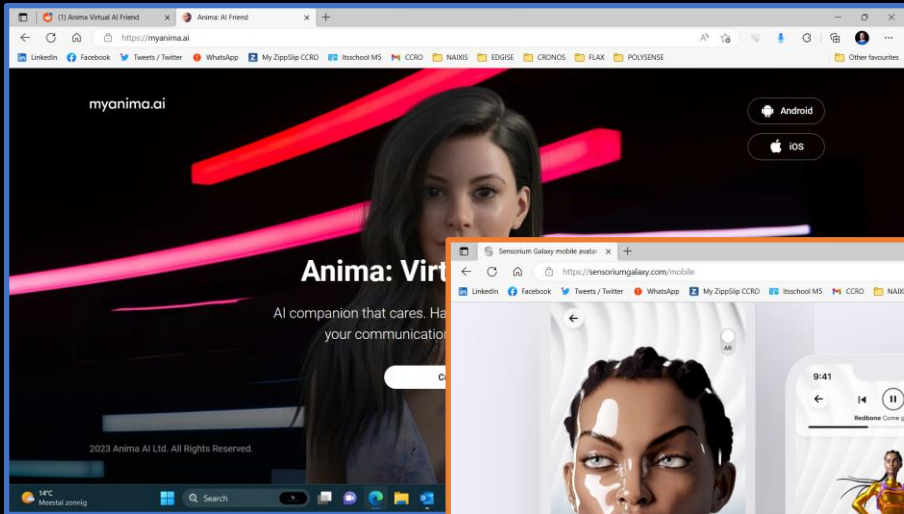 (1) Anima Virtual AI Friend
Anima: AI Friend
https://myanima.ai
LinkedIn
Facebook
Tweets / Twitter
WhatsApp
My ZippSlip CCRO
Itsschool M5
CCRO
NAIXIS
EDGISE
CRONOS
FLAX
POLYSENSE
Other favourites
myanima.ai
Android
iOS
Anima: Virt
AI companion that cares. Ha
your communication
C
2023 Anima AI Ltd. All Rights Reserved.
14°C
Meestal zonnig
Search
Sensorium Galaxy mobile avatar
https://sensoriumgalaxy.com/mobile
LinkedIn
Facebook
Tweets / Twitter
WhatsApp
My ZippSlip CCRO
Itsschool M5
CCRO
NAIXI
AR
9:41
Redbone Come g